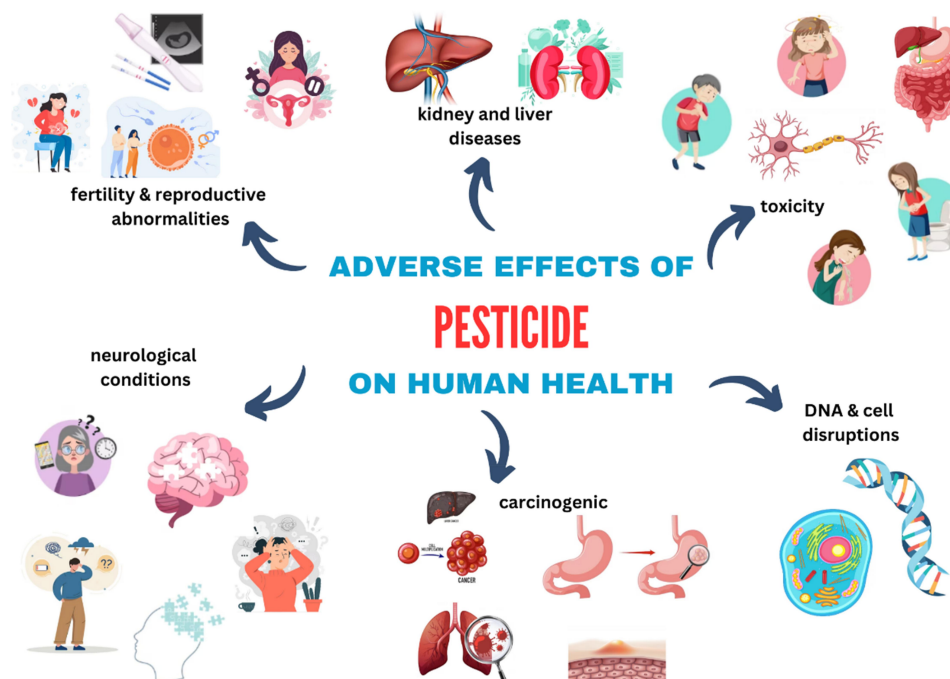 kidney and liver
diseases
fertility & reproductive
abnormalities
toxicity
ADVERSE EFFECTS OF
PESTICIDE
ON HUMAN HEALTH
neurological
conditions
DNA & cell
disruptions
carcinogenic
CANCER